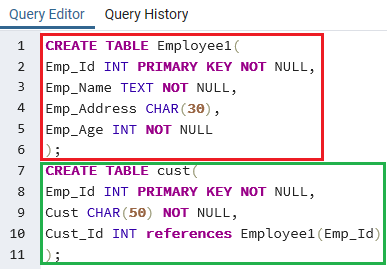 Query Editor Query History
1 CREATE TABLE Employee1(
2 Emp_Id INT PRIMARY KEY NOT NULL,
3 Emp_Name TEXT NOT NULL,
4 Emp_Address CHAR(30),
5 Emp_Age INT NOT NULL
6 );
7 CREATE TABLE cust(
8 Emp_Id INT PRIMARY KEY NOT NULL,
9 Cust CHAR(50) NOT NULL,
10 Cust_Id INT references Employee1(Emp_Id)
11 );